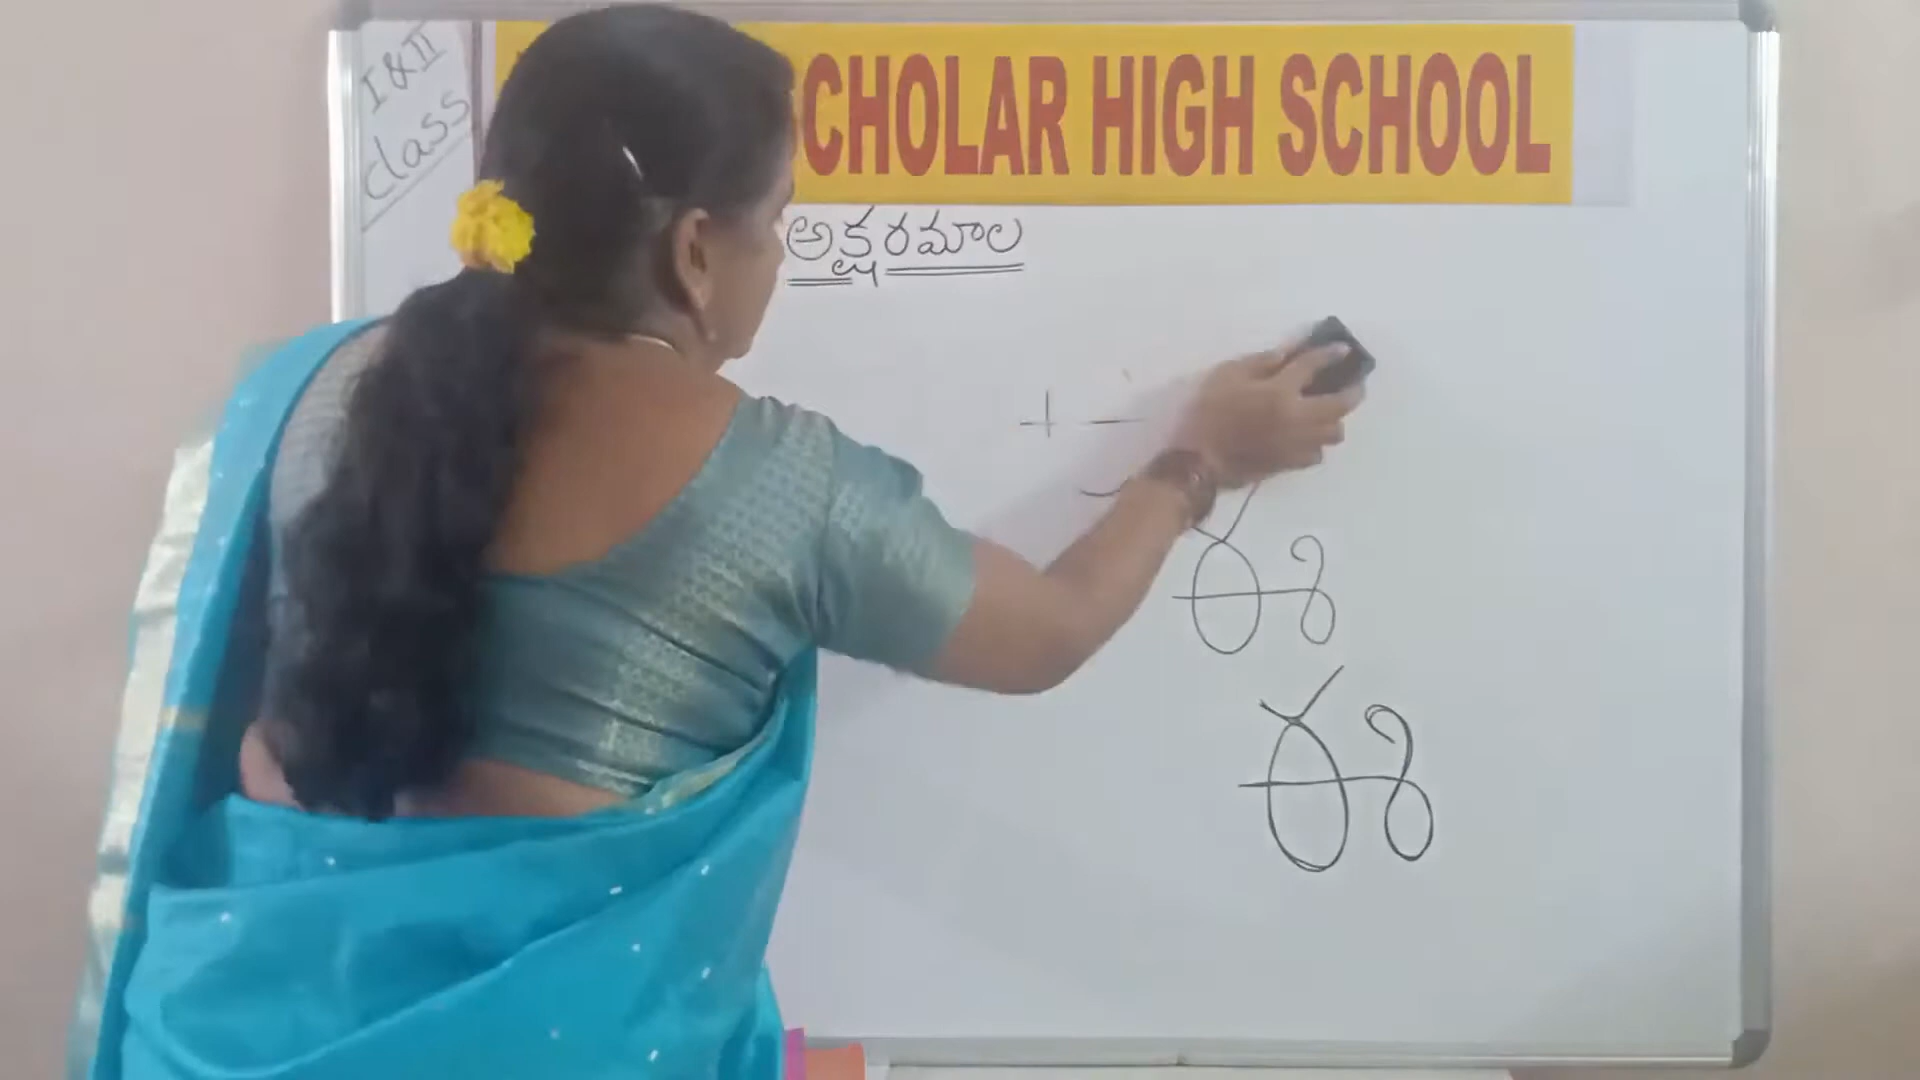 I & II
class
CHOLAR HIGH SCHOOL
అక్షరమాల
+ –
ఈ
ఈ